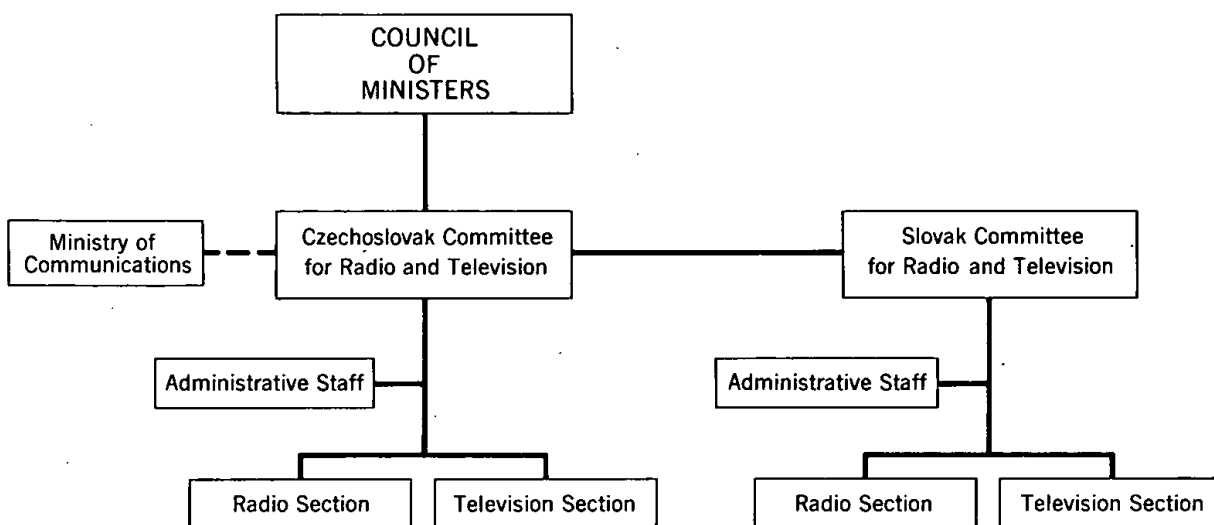 COUNCIL
OF
MINISTERS
Ministry of
Communications
Czechoslovak Committee
for Radio and Television
Slovak Committee
for Radio and Television
Administrative Staff
Administrative Staff
Radio Section
Television Section
Radio Section
Television Section